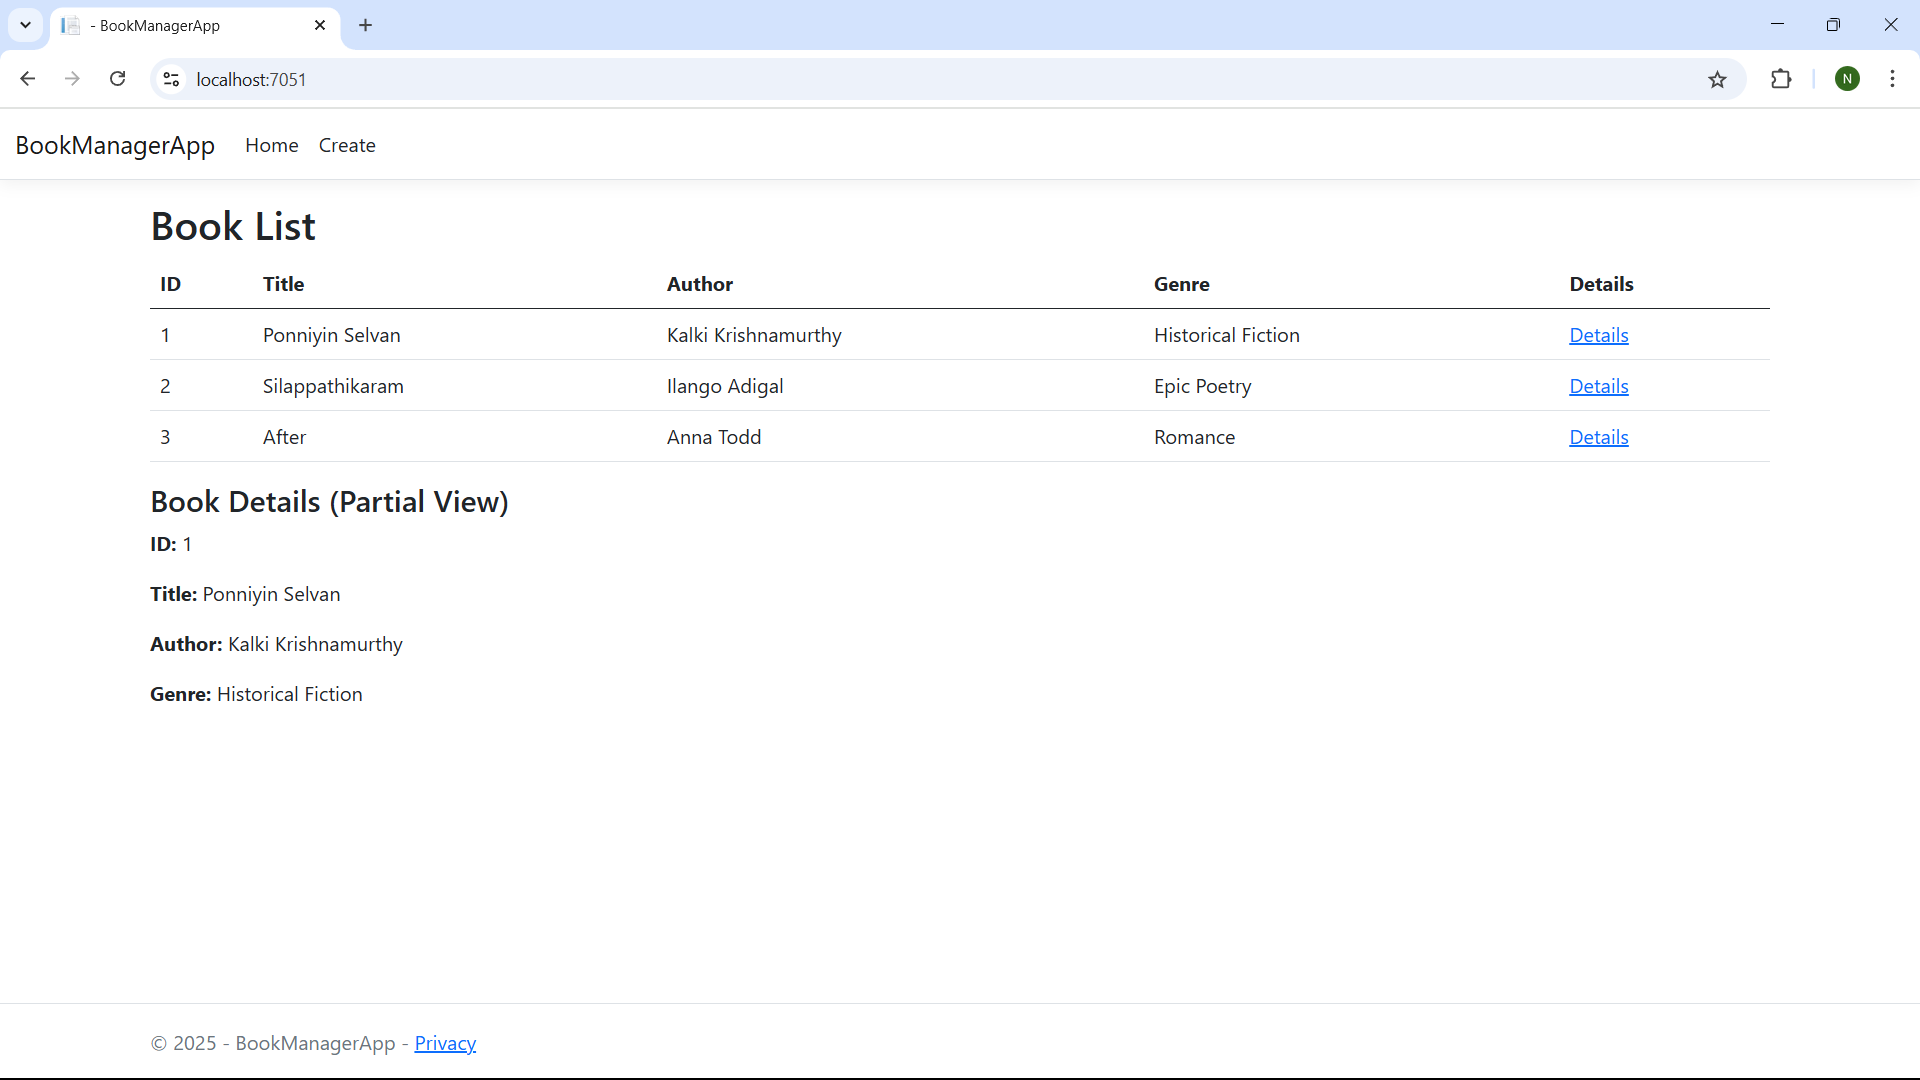 - BookManagerApp
localhost:7051
N
BookManagerApp Home Create
Book List
ID Title Author Genre Details
1 Ponniyin Selvan Kalki Krishnamurthy Historical Fiction Details
2 Silappathikaram Ilango Adigal Epic Poetry Details
3 After Anna Todd Romance Details
Book Details (Partial View)
ID: 1
Title: Ponniyin Selvan
Author: Kalki Krishnamurthy
Genre: Historical Fiction
© 2025 - BookManagerApp - Privacy